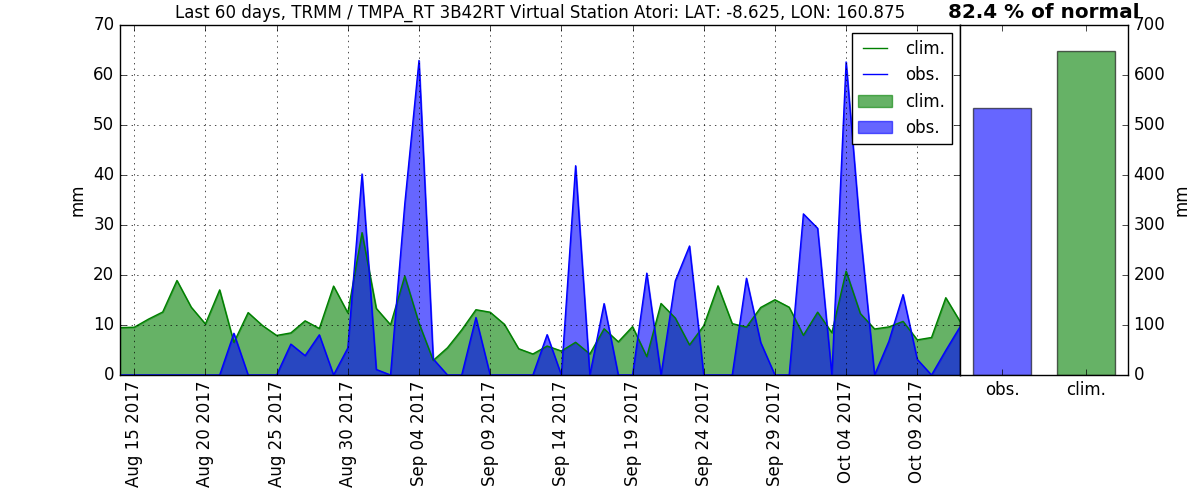 Last 60 days, TRMM / TMPA_RT 3B42RT Virtual Station Atori: LAT: -8.625, LON: 160.875
82.4 % of normal
70
60
50
40
30
20
10
0
mm
clim.
obs.
clim.
obs.
700
600
500
400
300
200
100
0
mm
Aug 15 2017
Aug 20 2017
Aug 25 2017
Aug 30 2017
Sep 04 2017
Sep 09 2017
Sep 14 2017
Sep 19 2017
Sep 24 2017
Sep 29 2017
Oct 04 2017
Oct 09 2017
obs.
clim.